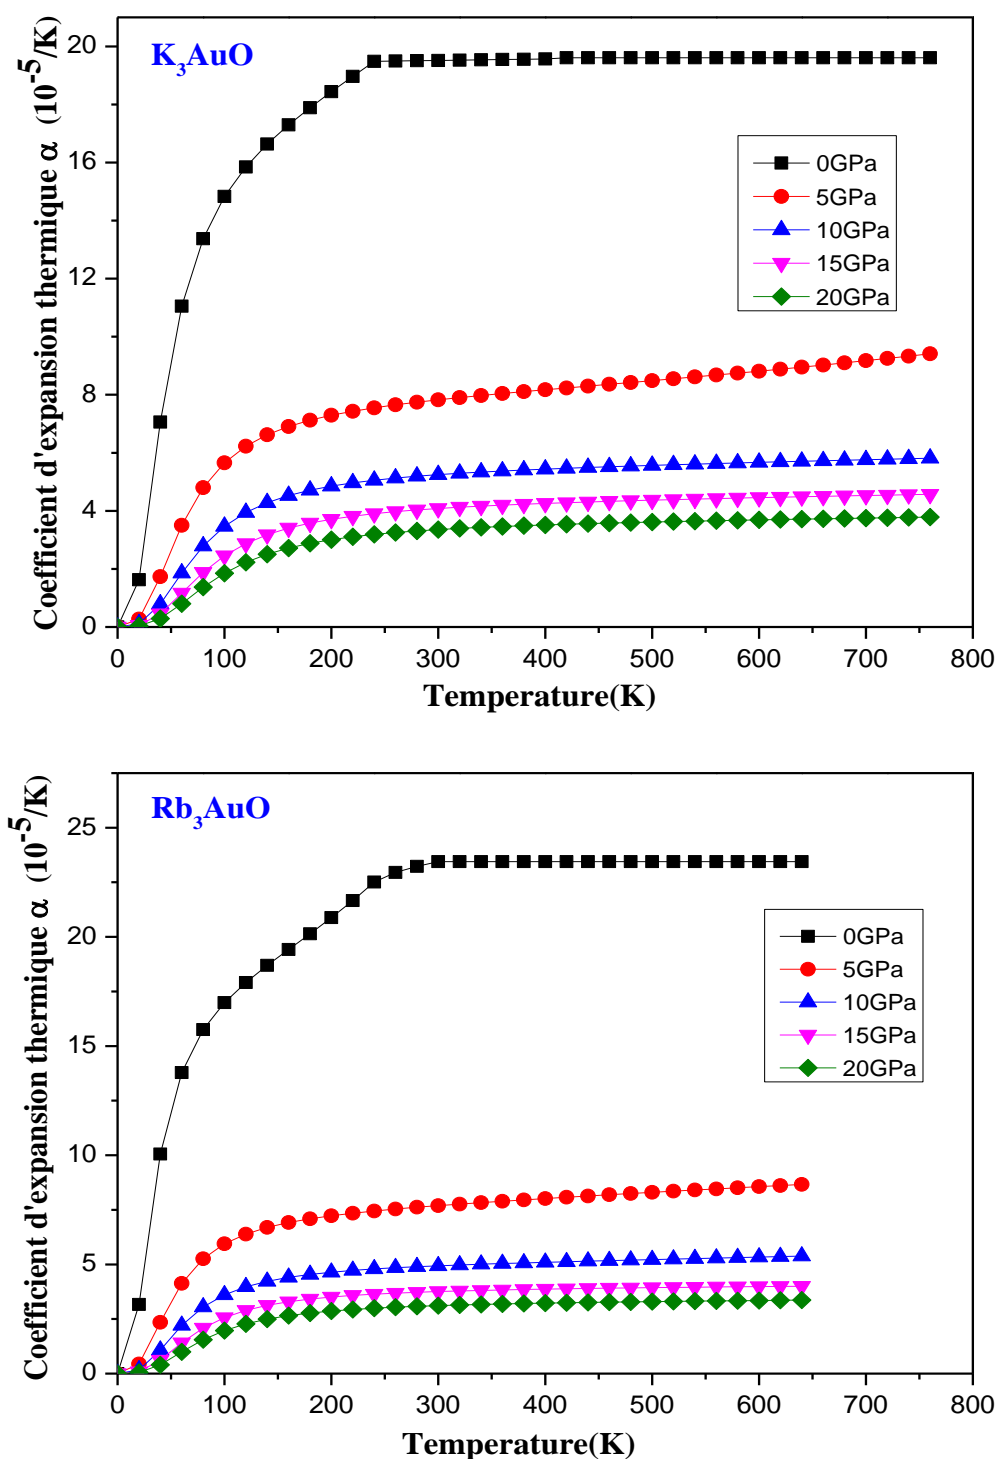 K3AuO
Coefficient d'expansion thermique α (10-5/K)
20
16
12
8
4
0
0GPa
5GPa
10GPa
15GPa
20GPa
0 100 200 300 400 500 600 700 800
Temperature(K)
Rb3AuO
Coefficient d'expansion thermique α (10-5/K)
25
20
15
10
5
0
0GPa
5GPa
10GPa
15GPa
20GPa
0 100 200 300 400 500 600 700 800
Temperature(K)